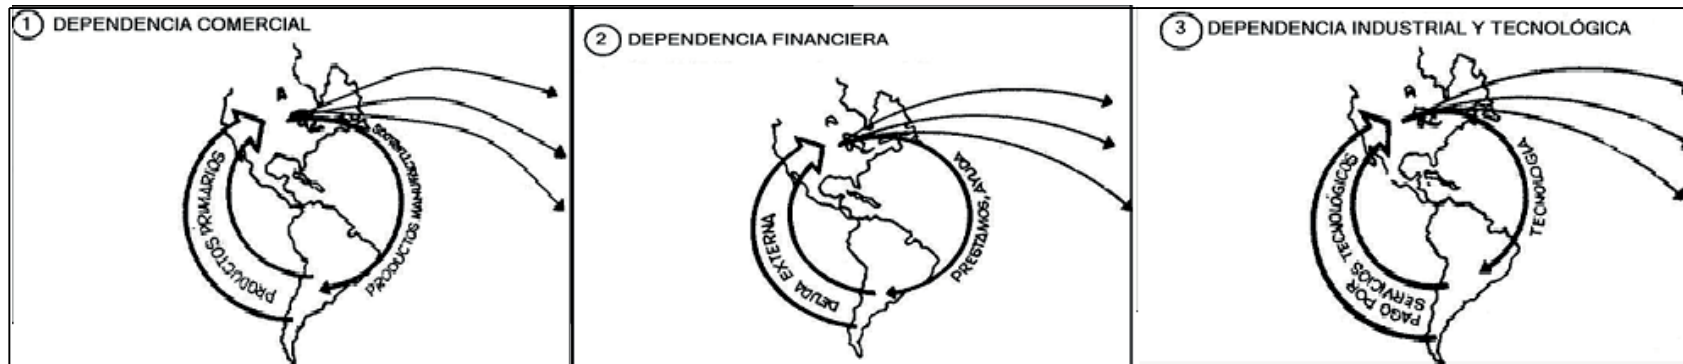 1 DEPENDENCIA COMERCIAL
A
PRODUCTOS PRIMARIOS
PRODUCTOS MANUFACTURADOS
2 DEPENDENCIA FINANCIERA
DEUDA EXTERNA
PRESTAMOS, AYUDA
3 DEPENDENCIA INDUSTRIAL Y TECNOLÓGICA
A
PAGO POR
SERVICIOS TECNOLÓGICOS
TECNOLOGIA